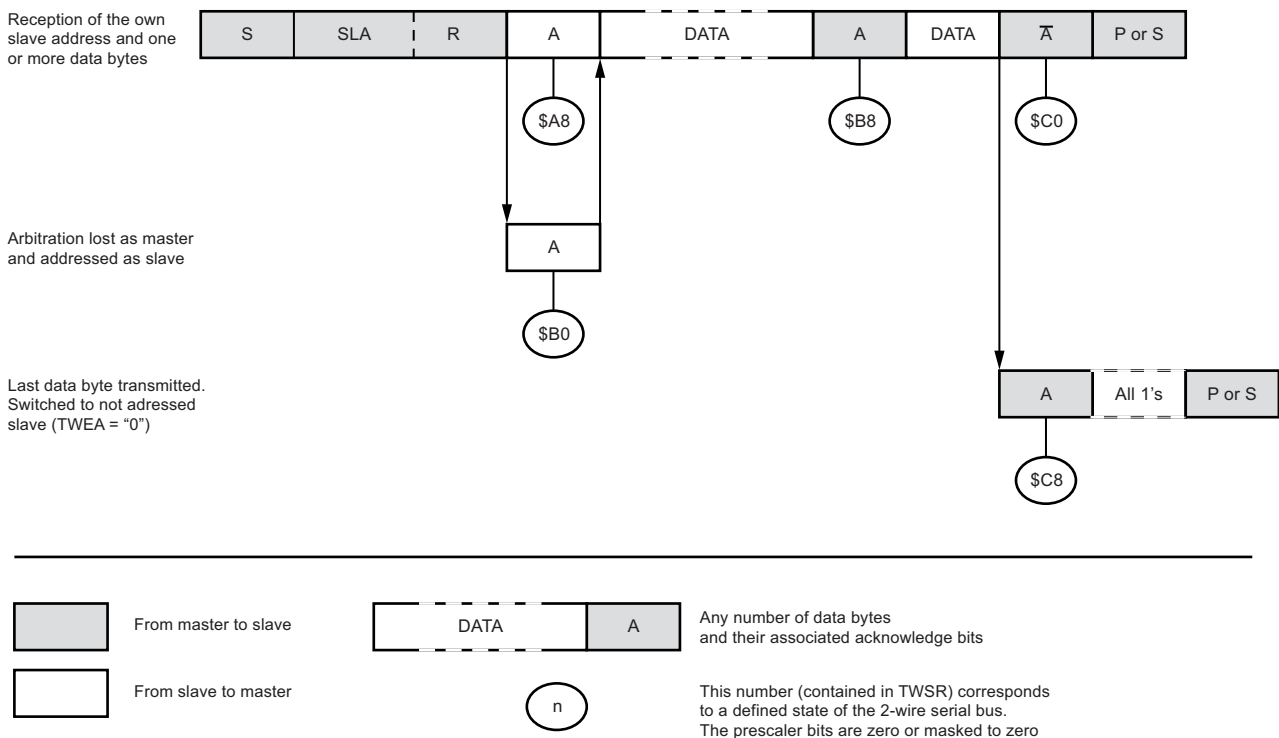 Reception of the own
slave address and one
or more data bytes
S SLA R A DATA A DATA A̅ P or S
$A8 $B8 $C0
Arbitration lost as master
and addressed as slave
A
$B0
Last data byte transmitted.
Switched to not adressed
slave (TWEA = “0”)
A All 1's P or S
$C8
From master to slave
DATA A
Any number of data bytes
and their associated acknowledge bits
From slave to master
n
This number (contained in TWSR) corresponds
to a defined state of the 2-wire serial bus.
The prescaler bits are zero or masked to zero